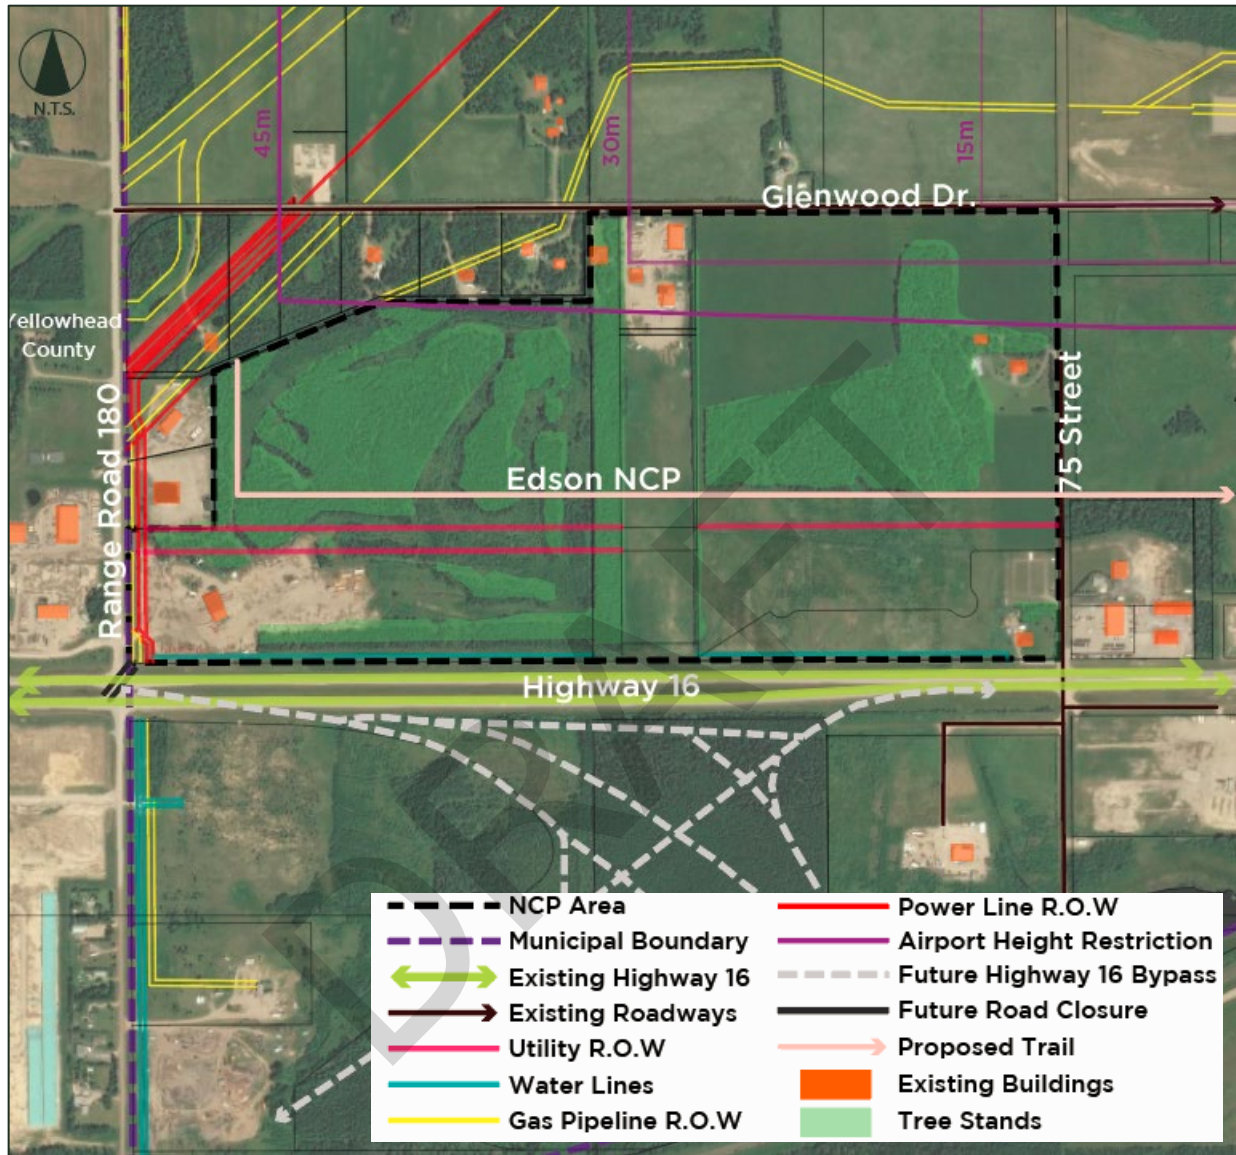 N.T.S.
45m
30m
15m
Glenwood Dr.
Yellowhead
County
Range Road 180
75 Street
Edson NCP
Highway 16
DRAFT
NCP Area
Municipal Boundary
Existing Highway 16
Existing Roadways
Utility R.O.W
Water Lines
Gas Pipeline R.O.W
Power Line R.O.W
Airport Height Restriction
Future Highway 16 Bypass
Future Road Closure
Proposed Trail
Existing Buildings
Tree Stands